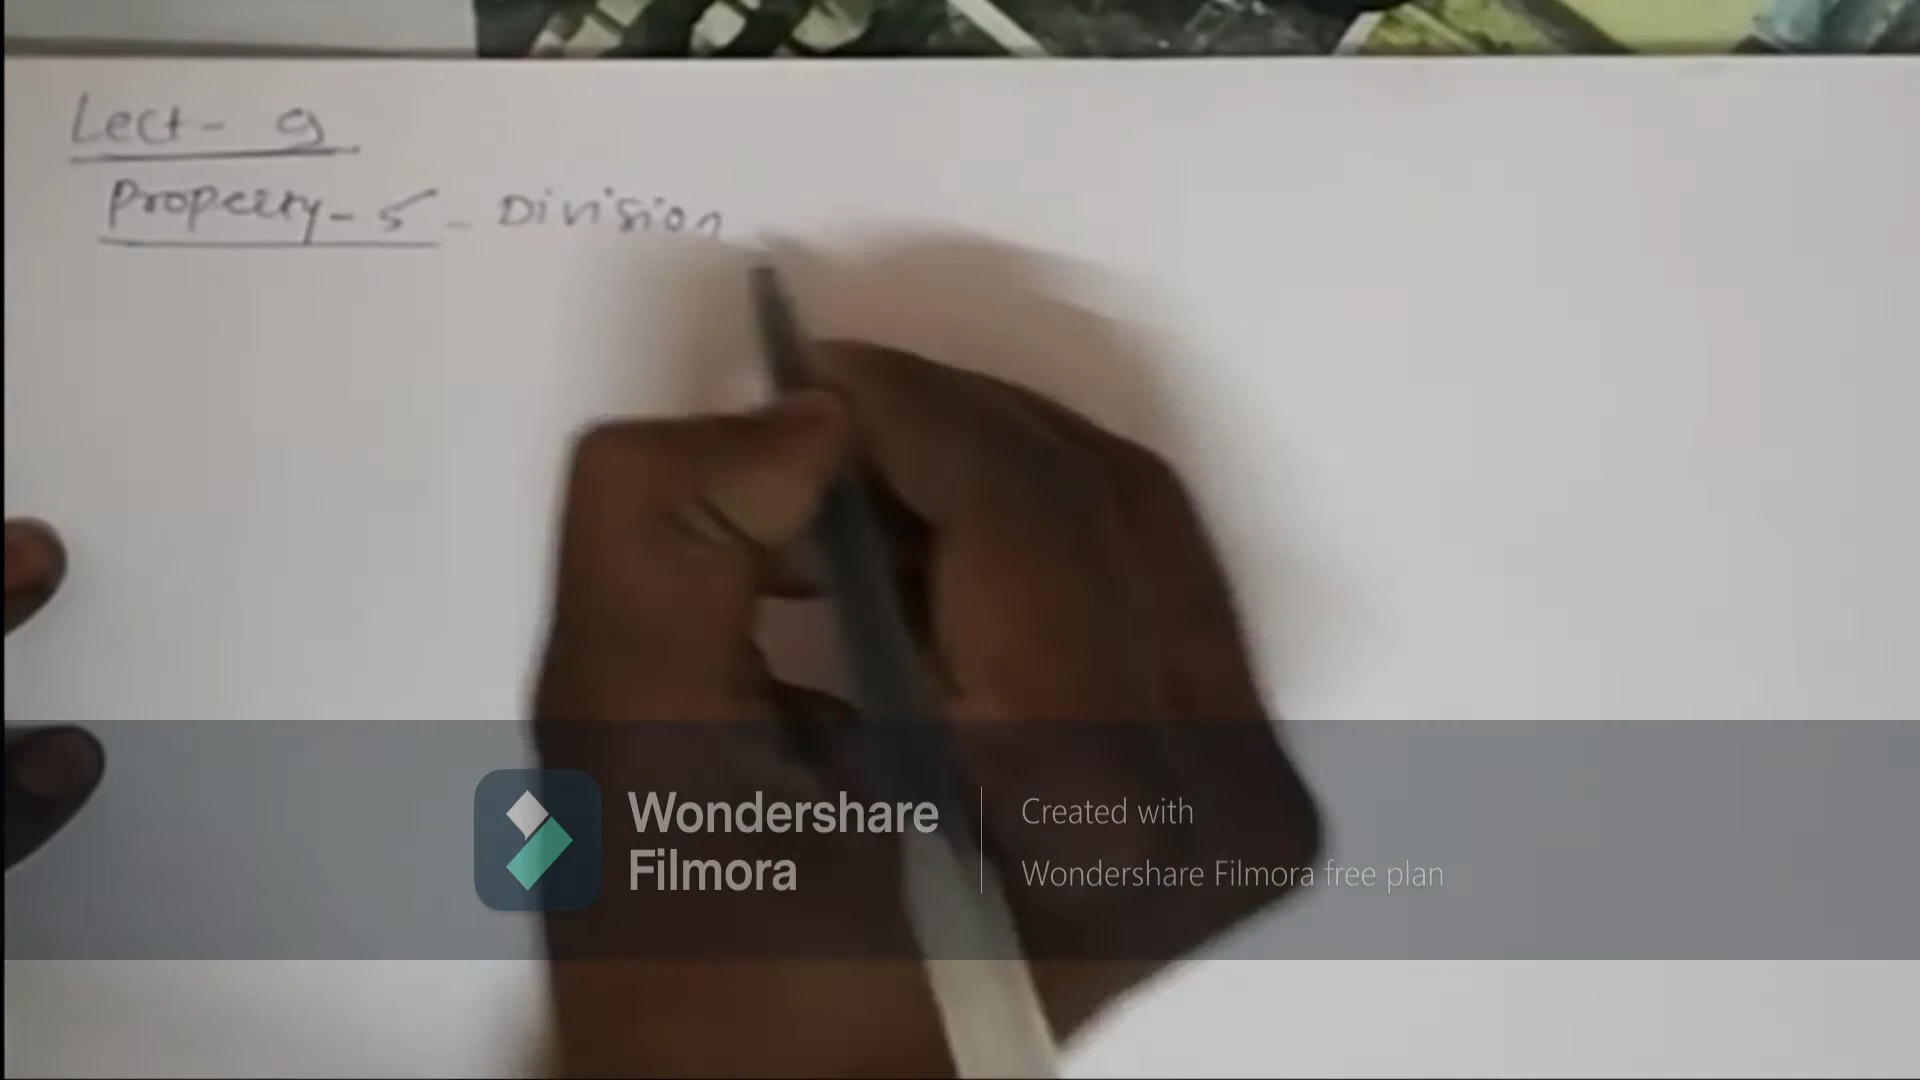 Lect - 9
Property - 5 - Division
Wondershare
Filmora
Created with
Wondershare Filmora free plan